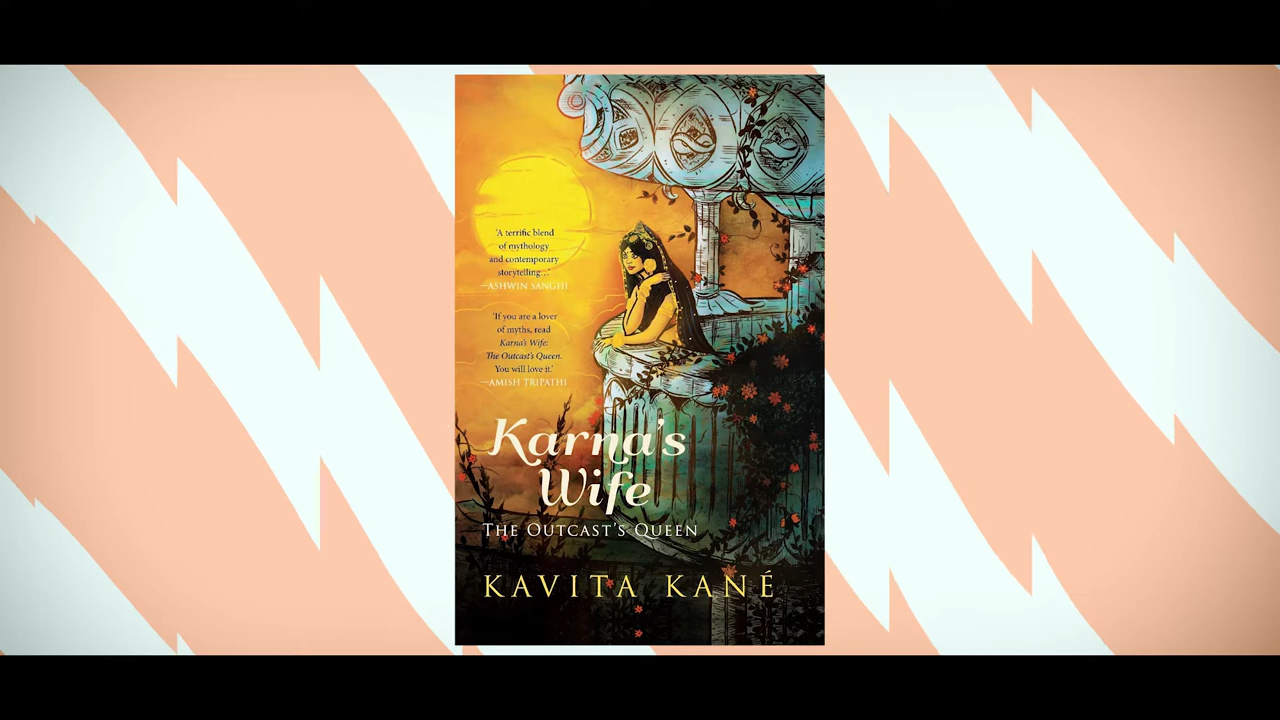 'A terrific blend
of mythology
and contemporary
storytelling...'
—ASHWIN SANGHI
'If you are a lover
of myths, read
Karna's Wife:
The Outcast's Queen.
You will love it.'
—AMISH TRIPATHI
Karna's
Wife
THE OUTCAST'S QUEEN
KAVITA KANÉ